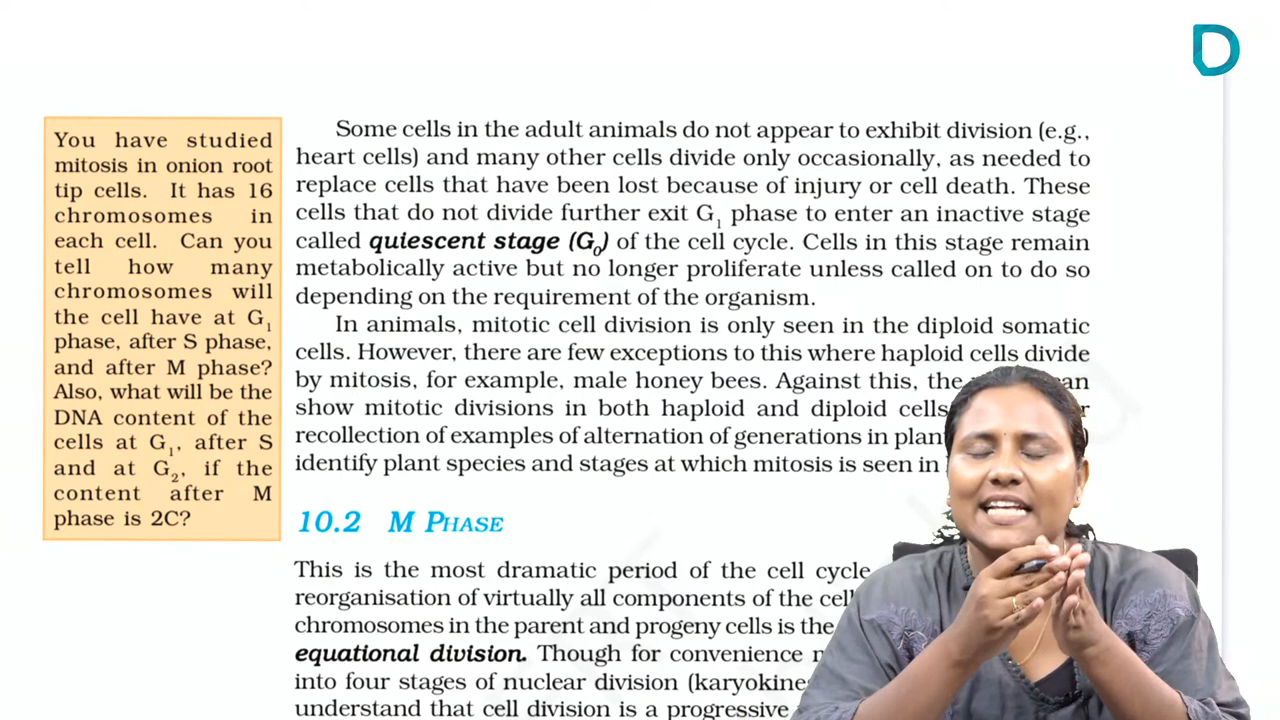 You have studied
mitosis in onion root
tip cells. It has 16
chromosomes in
each cell. Can you
tell how many
chromosomes will
the cell have at G₁
phase, after S phase,
and after M phase?
Also, what will be the
DNA content of the
cells at G₁, after S
and at G₂, if the
content after M
phase is 2C?
Some cells in the adult animals do not appear to exhibit division (e.g.,
heart cells) and many other cells divide only occasionally, as needed to
replace cells that have been lost because of injury or cell death. These
cells that do not divide further exit G₁ phase to enter an inactive stage
called quiescent stage (G₀) of the cell cycle. Cells in this stage remain
metabolically active but no longer proliferate unless called on to do so
depending on the requirement of the organism.
In animals, mitotic cell division is only seen in the diploid somatic
cells. However, there are few exceptions to this where haploid cells divide
by mitosis, for example, male honey bees. Against this, the
show mitotic divisions in both haploid and diploid cells
recollection of examples of alternation of generations in
identify plant species and stages at which mitosis is seen in
10.2 M PHASE
This is the most dramatic period of the cell cycle
reorganisation of virtually all components of the
chromosomes in the parent and progeny cells is the
equational division. Though for convenience
into four stages of nuclear division
understand that cell division is a progressive